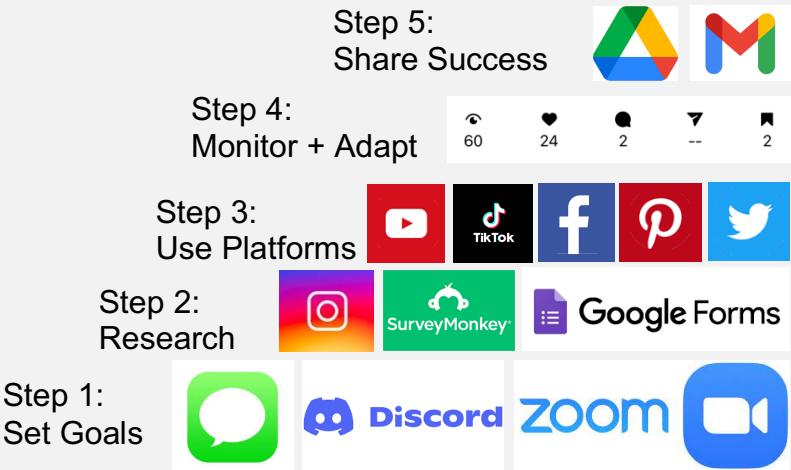 Step 5:
Share Success
Step 4:
Monitor + Adapt
60 24 2 -- 2
Step 3:
Use Platforms
TikTok
Step 2:
Research
SurveyMonkey
Google Forms
Step 1:
Set Goals
Discord
zoom